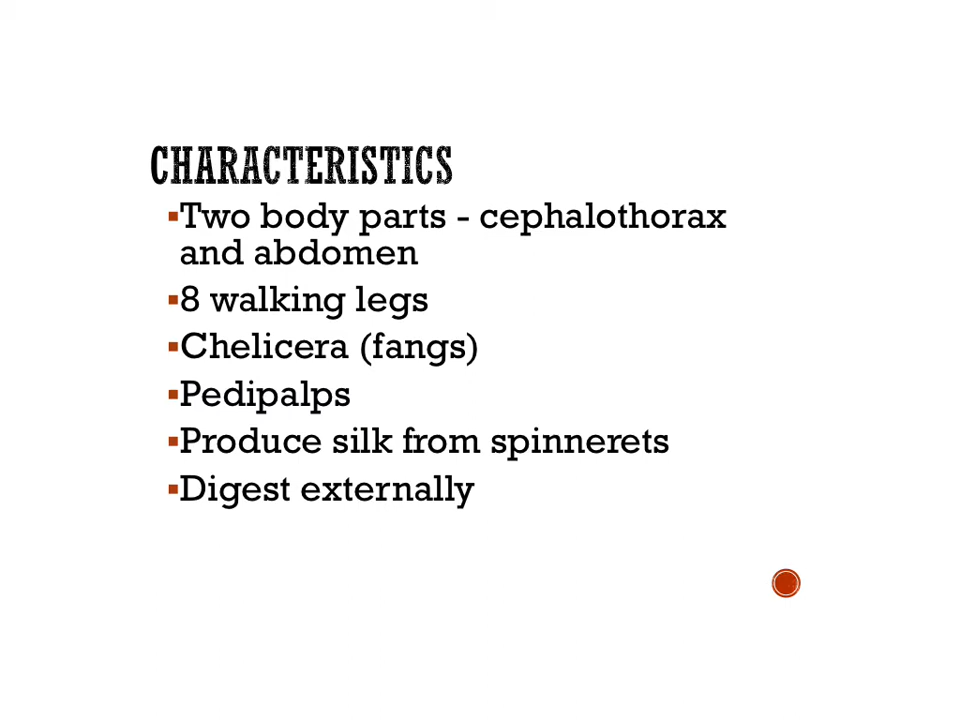 CHARACTERISTICS
▪Two body parts - cephalothorax
and abdomen
▪8 walking legs
▪Chelicera (fangs)
▪Pedipalps
▪Produce silk from spinnerets
▪Digest externally